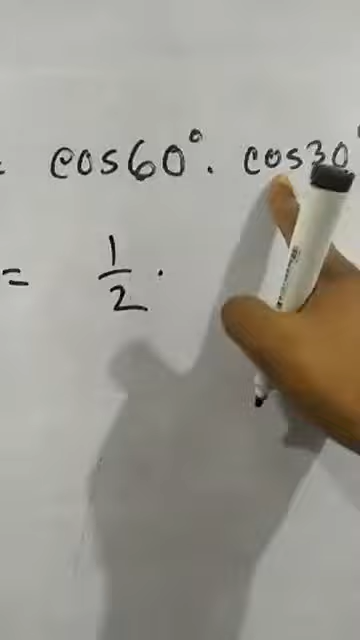 = cos60°. cos30°
= 1/2 ·